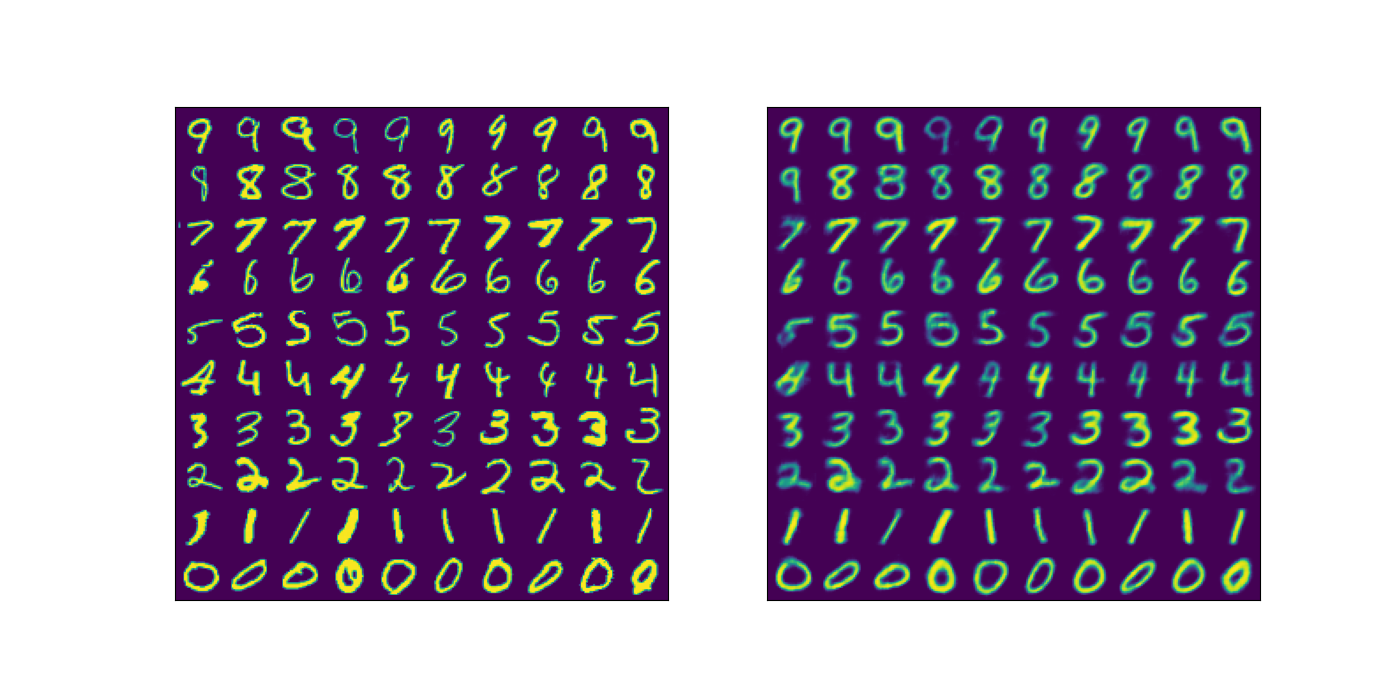 9 9 9 9 9 9 9 9 9 9
9 9 9 9 9 9 9 9 9 9
8 8 8 8 8 8 8 8 8 8
9 8 8 8 8 8 8 8 8 8
7 7 7 7 7 7 7 7 7 7
7 7 7 7 7 7 7 7 7 7
6 6 6 6 6 6 6 6 6 6
6 6 6 6 6 6 6 6 6 6
5 5 5 5 5 5 5 5 5 5
5 5 5 5 5 5 5 5 5 5
4 4 4 4 4 4 4 4 4 4
4 4 4 4 9 4 4 9 4 4
3 3 3 3 3 3 3 3 3 3
3 3 3 3 3 3 3 3 3 3
2 2 2 2 2 2 2 2 2 2
2 2 2 2 2 2 2 2 2 2
1 1 1 1 1 1 1 1 1 1
1 1 1 1 1 1 1 1 1 1
0 0 0 0 0 0 0 0 0 0
0 0 0 0 0 0 0 0 0 0